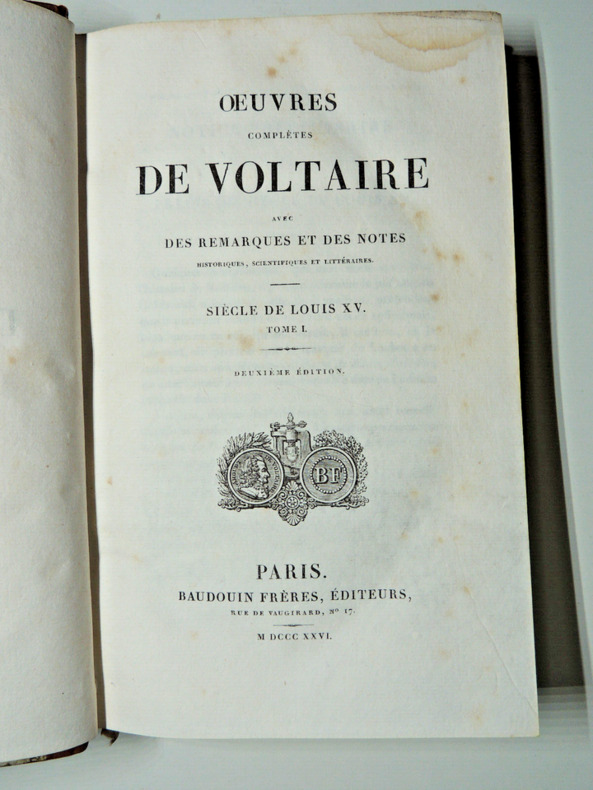 OEUVRES
COMPLÈTES
DE VOLTAIRE
AVEC
DES REMARQUES ET DES NOTES
HISTORIQUES, SCIENTIFIQUES ET LITTÉRAIRES.
SIÈCLE DE LOUIS XV.
TOME I.
DEUXIÈME ÉDITION.
BF
PARIS.
BAUDOUIN FRÈRES, ÉDITEURS,
RUE DE VAUGIRARD, No 17.
M DCCC XXVI.